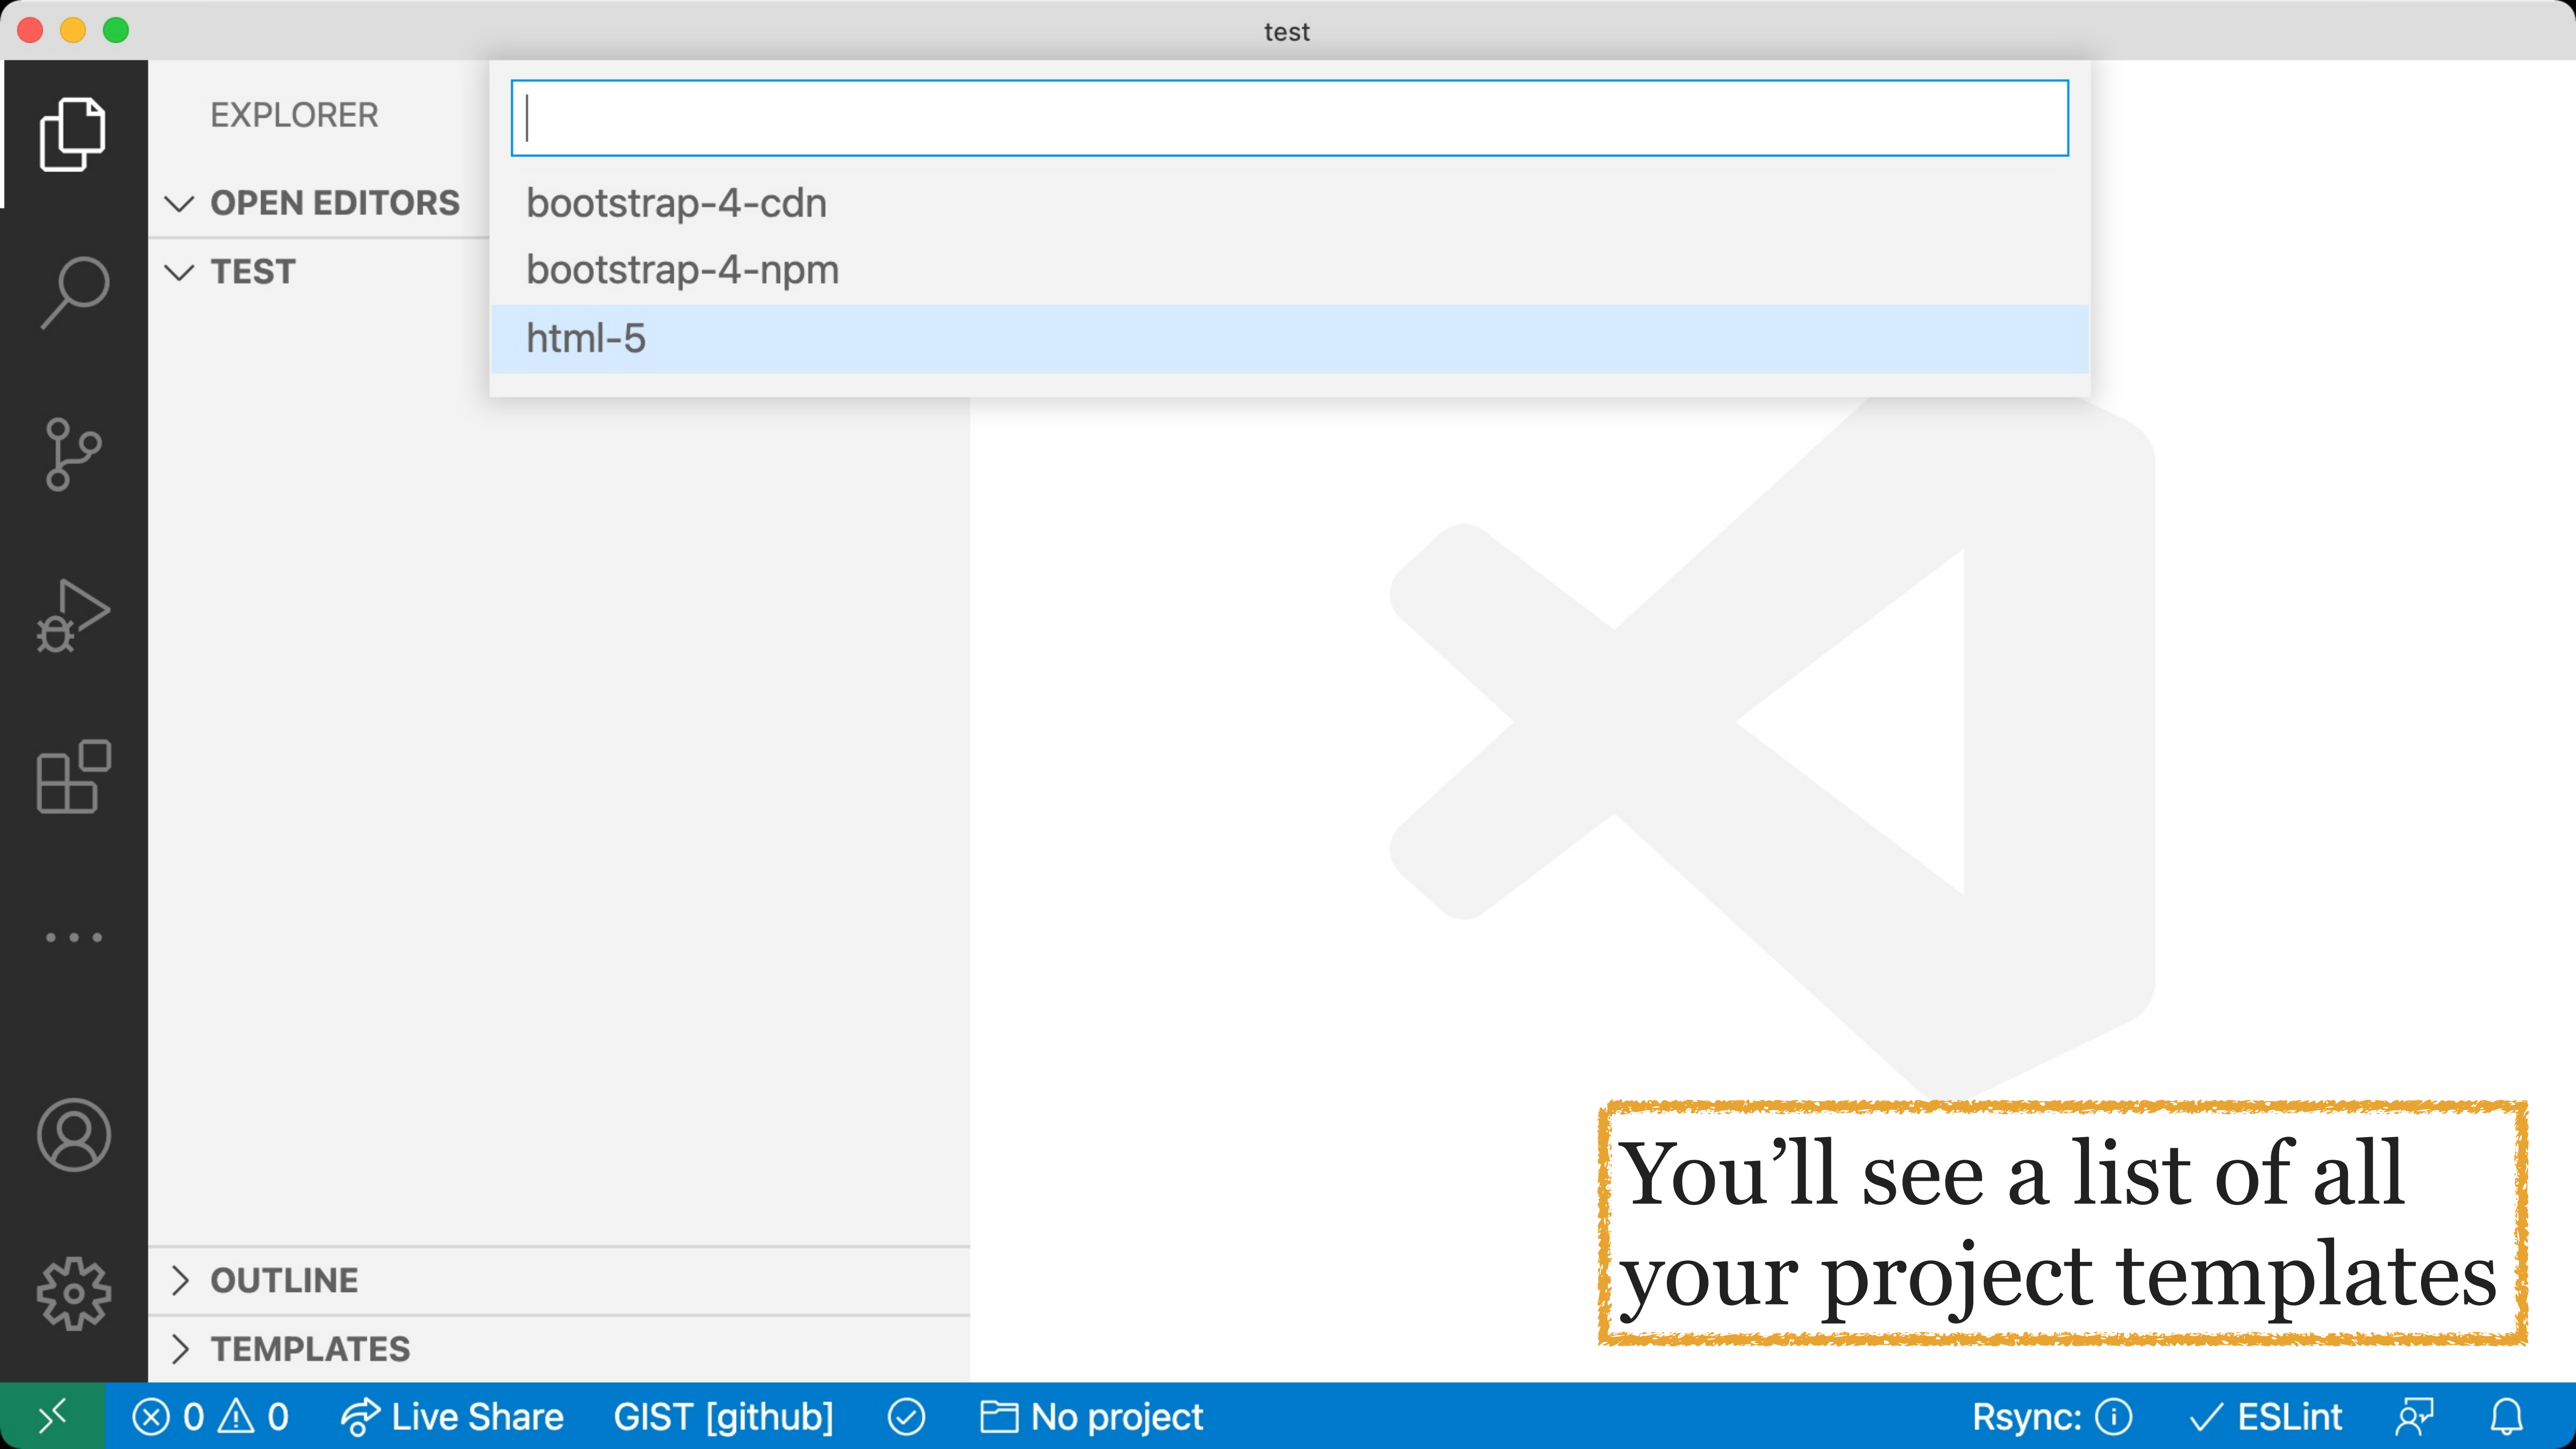 test
EXPLORER
OPEN EDITORS
TEST
bootstrap-4-cdn
bootstrap-4-npm
html-5
You’ll see a list of all
your project templates
OUTLINE
TEMPLATES
0 0 Live Share GIST [github] No project Rsync: ESLint